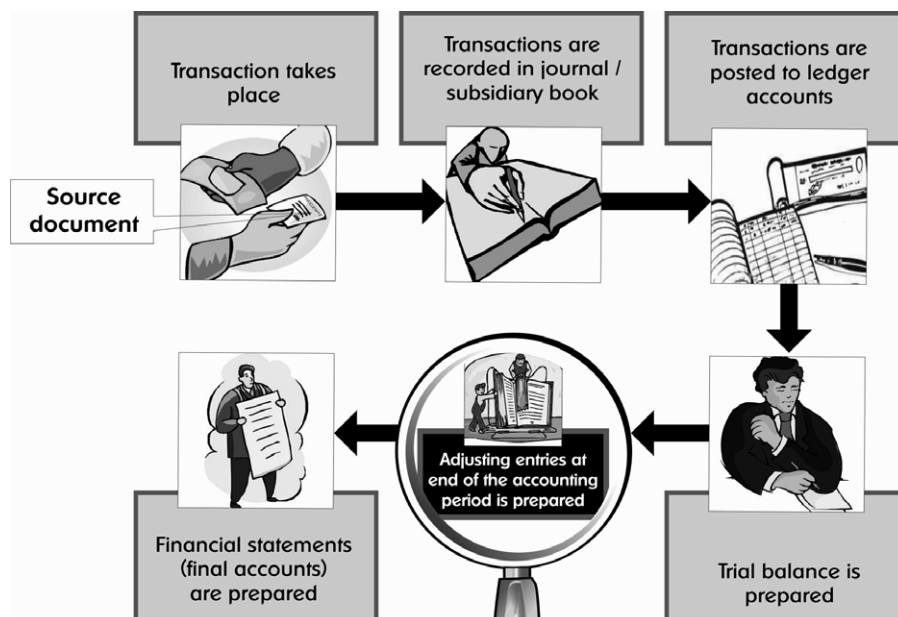 Transaction takes
place
Transactions are
recorded in journal /
subsidiary book
Transactions are
posted to ledger
accounts
Source
document
Adjusting entries at
end of the accounting
period is prepared
Financial statements
(final accounts)
are prepared
Trial balance is
prepared